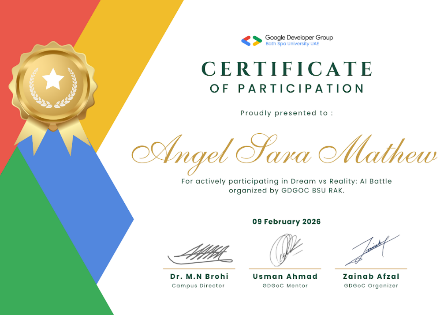 Google Developer Group
Bath Spa University UAE
CERTIFICATE
OF PARTICIPATION
Proudly presented to :
Angel Sara Mathew
For actively participating in Dream vs Reality: AI Battle
organized by GDGOC BSU RAK.
09 February 2026
Dr. M.N Brohi Usman Ahmad Zainab Afzal
Campus Director GDGoC Mentor GDGoC Organizer